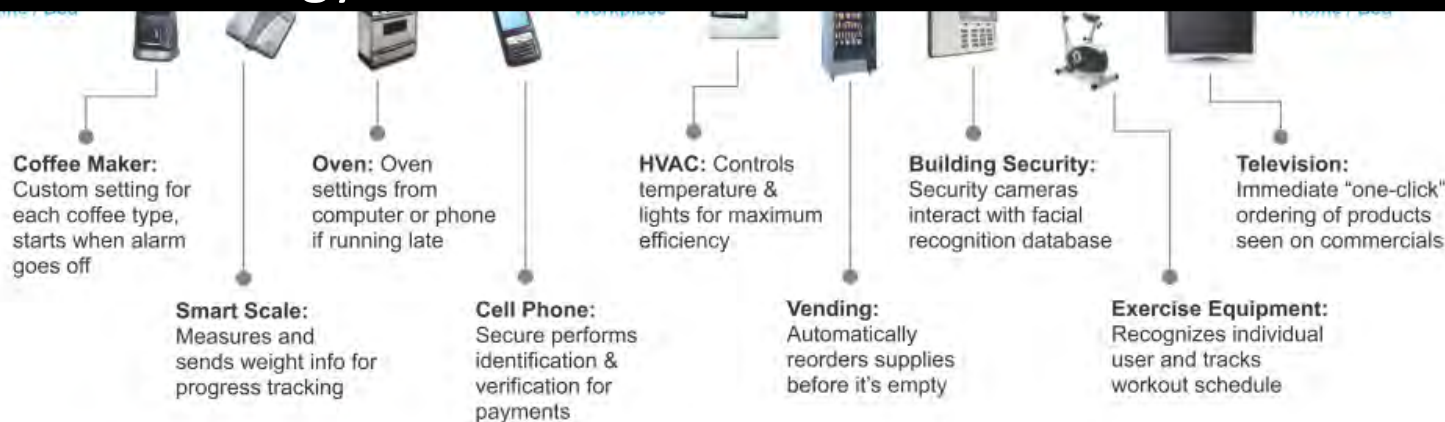 Workplace
Coffee Maker:
Custom setting for
each coffee type,
starts when alarm
goes off
Smart Scale:
Measures and
sends weight info for
progress tracking
Oven: Oven
settings from
computer or phone
if running late
Cell Phone:
Secure performs
identification &
verification for
payments
HVAC: Controls
temperature &
lights for maximum
efficiency
Vending:
Automatically
reorders supplies
before it's empty
Building Security:
Security cameras
interact with facial
recognition database
Exercise Equipment:
Recognizes individual
user and tracks
workout schedule
Television:
Immediate "one-click"
ordering of products
seen on commercials